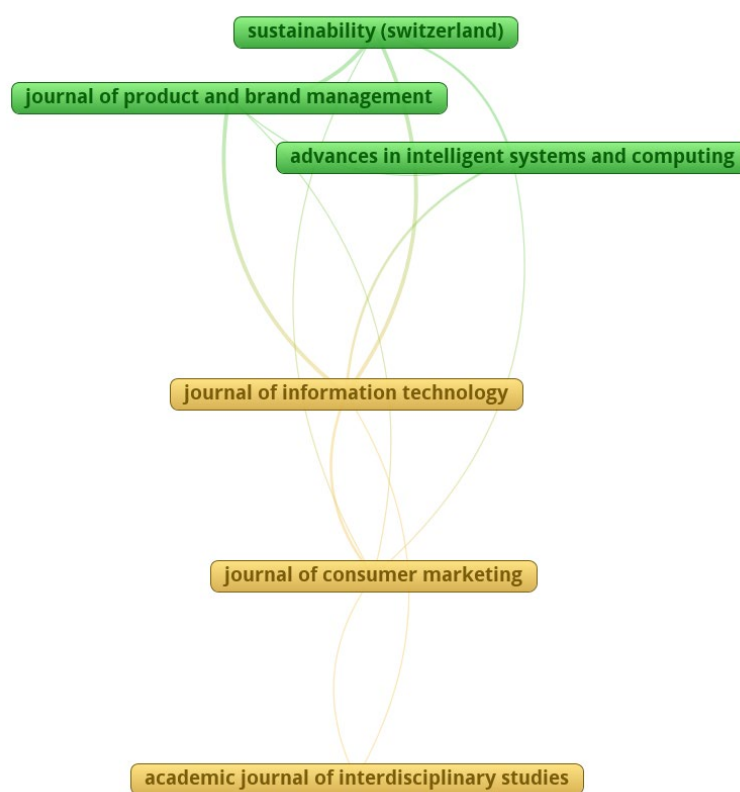 sustainability (switzerland)
journal of product and brand management
advances in intelligent systems and computing
journal of information technology
journal of consumer marketing
academic journal of interdisciplinary studies